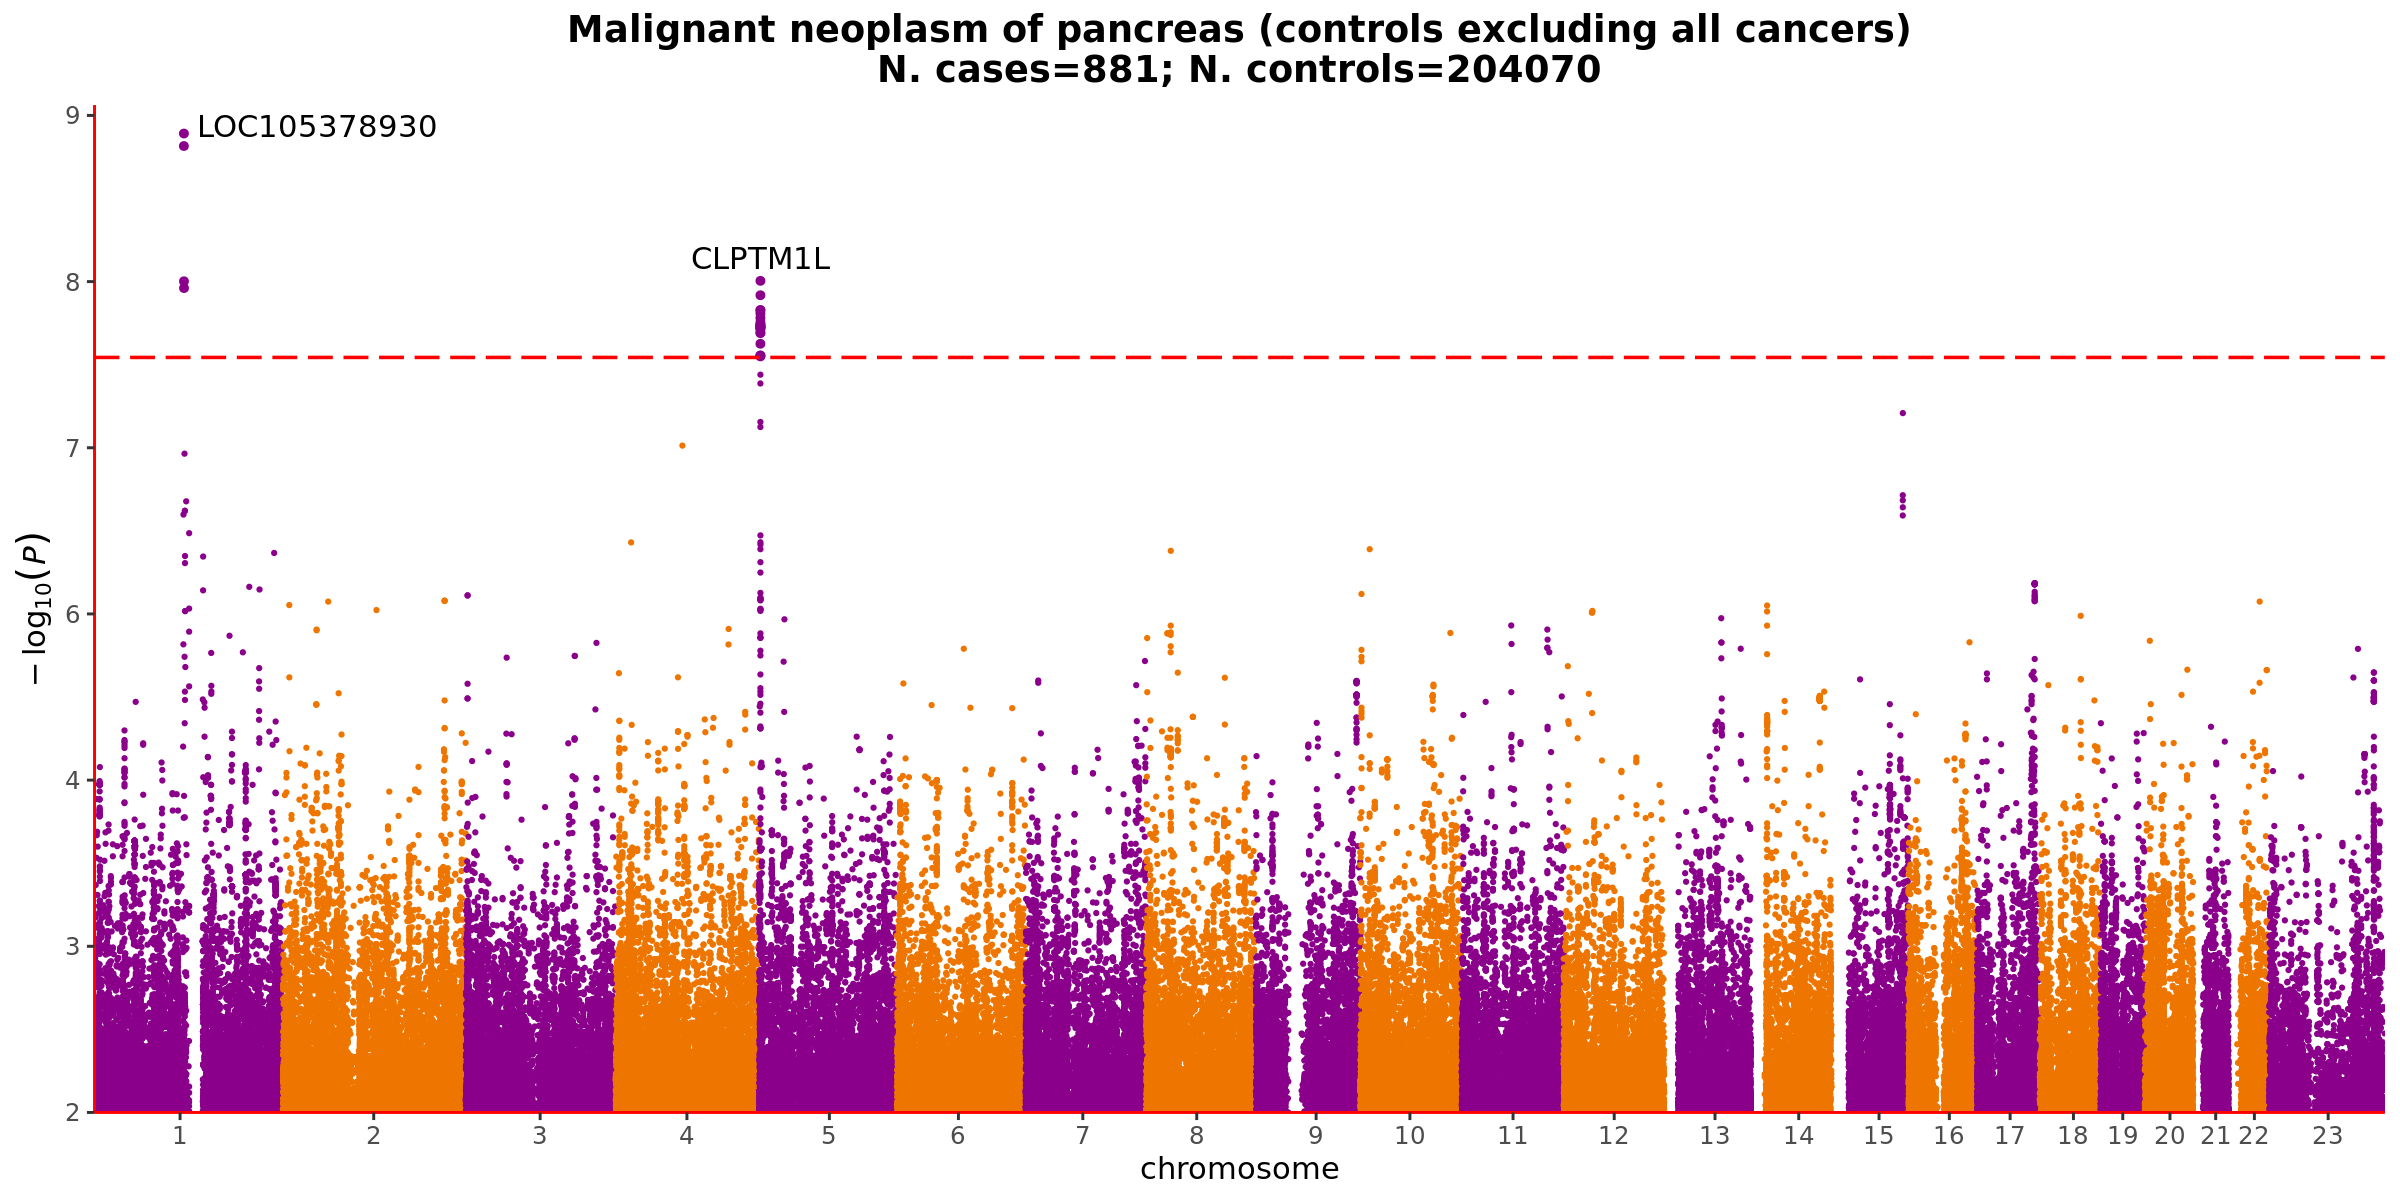 Malignant neoplasm of pancreas (controls excluding all cancers)
N. cases=881; N. controls=204070
9
LOC105378930
CLPTM1L
8
7
6
4
3
2
−log10(P)
1 2 3 4 5 6 7 8 9 10 11 12 13 14 15 16 17 18 19 20 21 22 23
chromosome